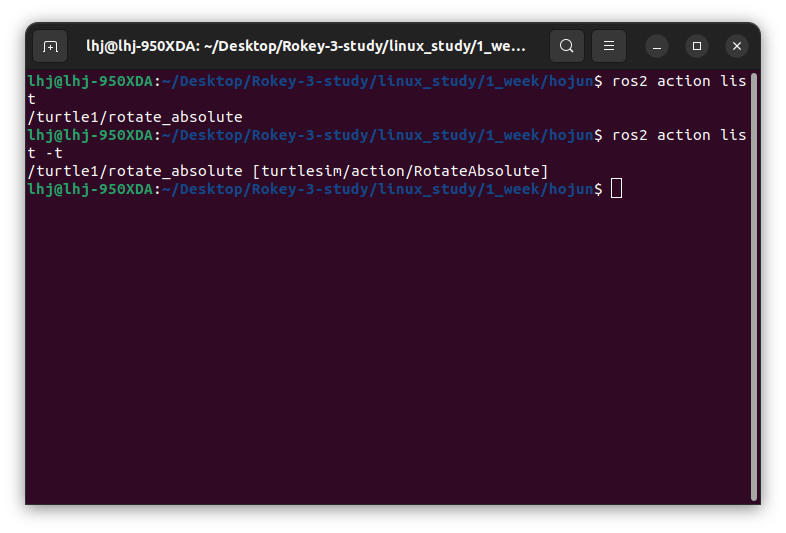 lhj@lhj-950XDA: ~/Desktop/Rokey-3-study/linux_study/1_we...
lhj@lhj-950XDA:~/Desktop/Rokey-3-study/linux_study/1_week/hojun$ ros2 action lis
t
/turtle1/rotate_absolute
lhj@lhj-950XDA:~/Desktop/Rokey-3-study/linux_study/1_week/hojun$ ros2 action lis
t -t
/turtle1/rotate_absolute [turtlesim/action/RotateAbsolute]
lhj@lhj-950XDA:~/Desktop/Rokey-3-study/linux_study/1_week/hojun$